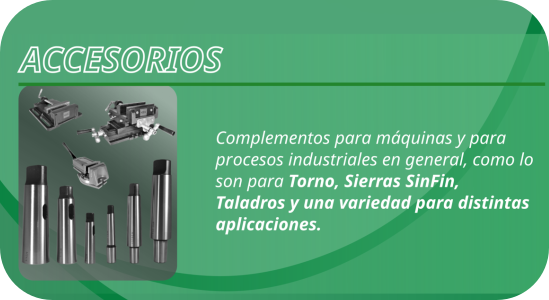 ACCESORIOS
Complementos para máquinas y para
procesos industriales en general, como lo
son para Torno, Sierras SinFin,
Taladros y una variedad para distintas
aplicaciones.